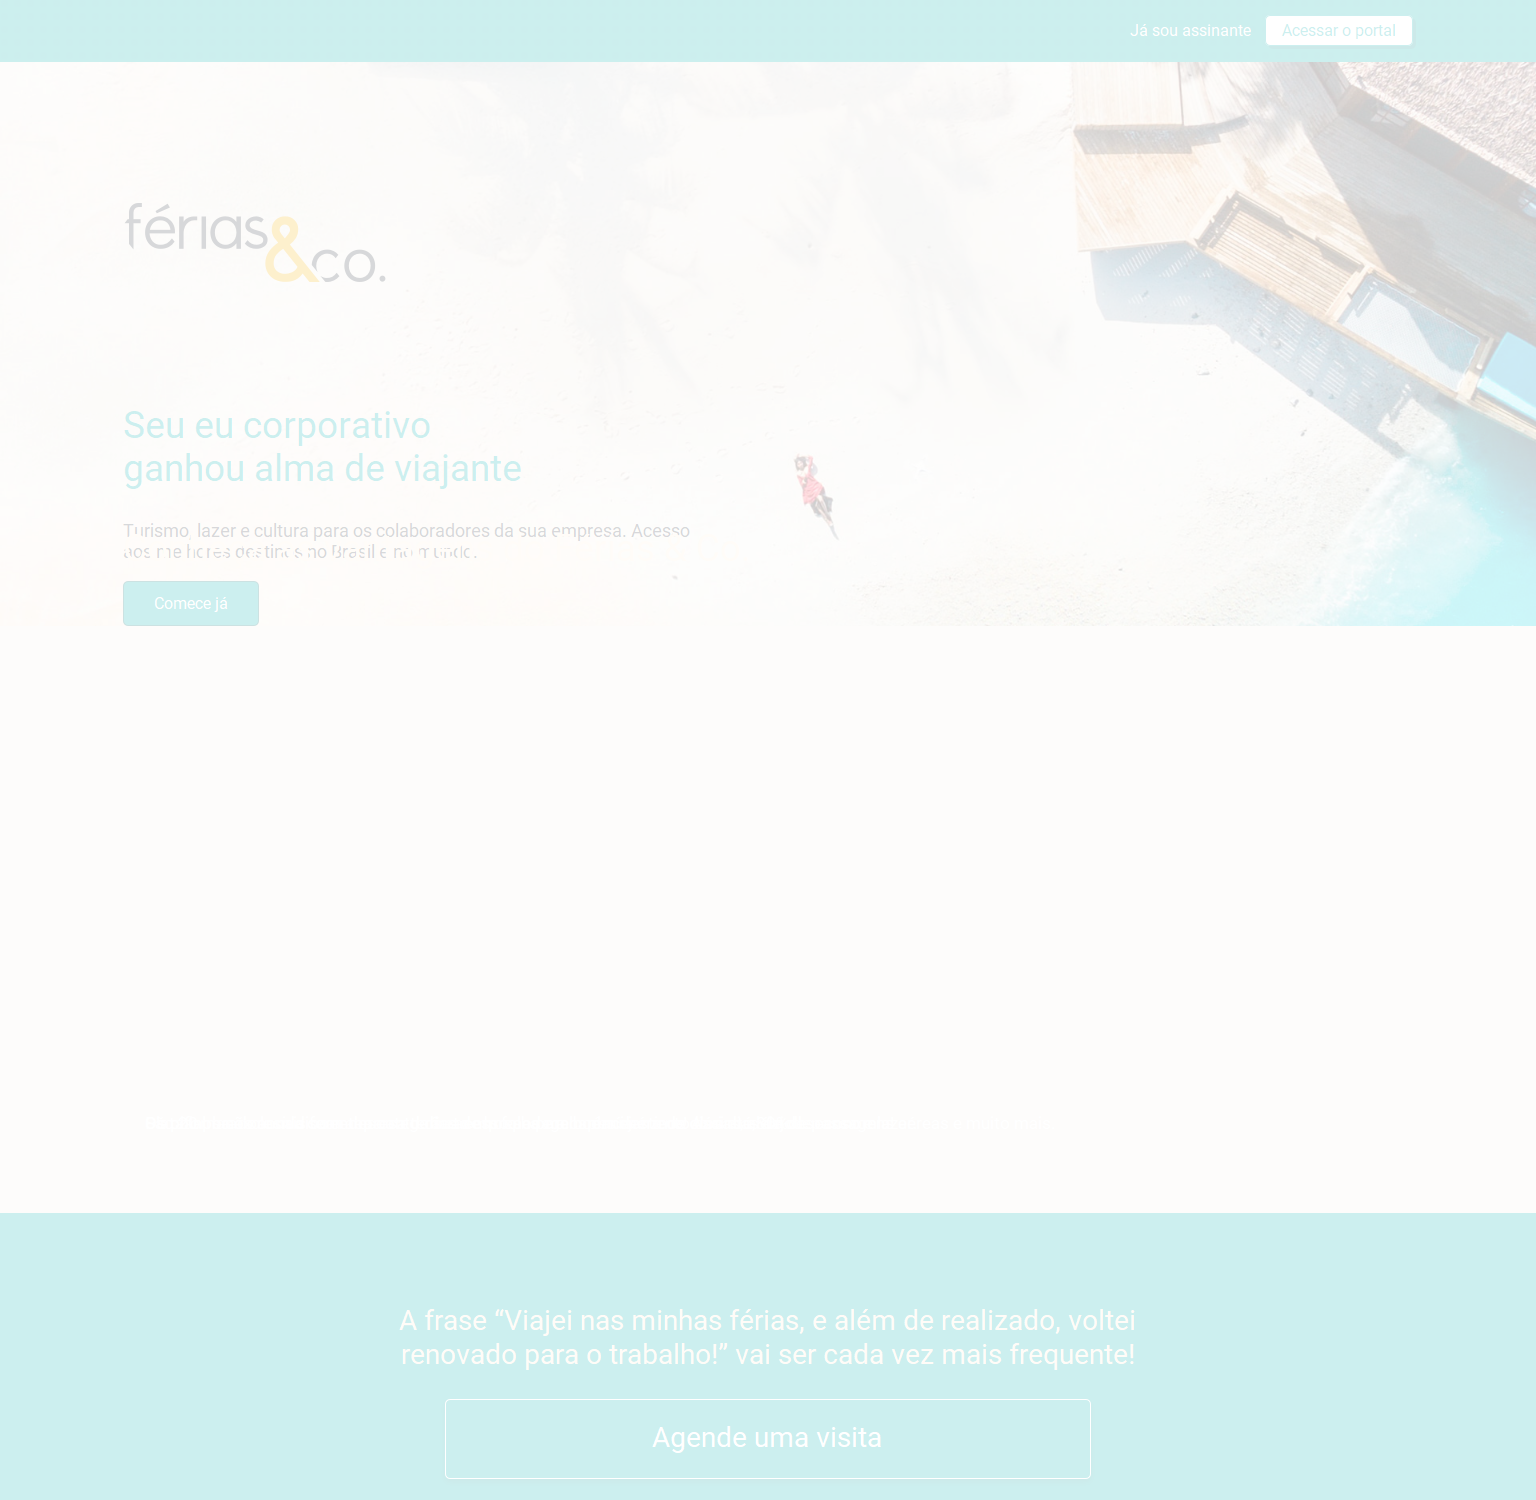 Já sou assinante Acessar o portal
férias&co.
Seu eu corporativo
ganhou alma de viajante
Turismo, lazer e cultura para os colaboradores da sua empresa. Acesso
aos destinos no Brasil e no mundo.
Comece já
A frase “Viajei nas minhas férias, e além de realizado, voltei
renovado para o trabalho!” vai ser cada vez mais frequente!
Agende uma visita